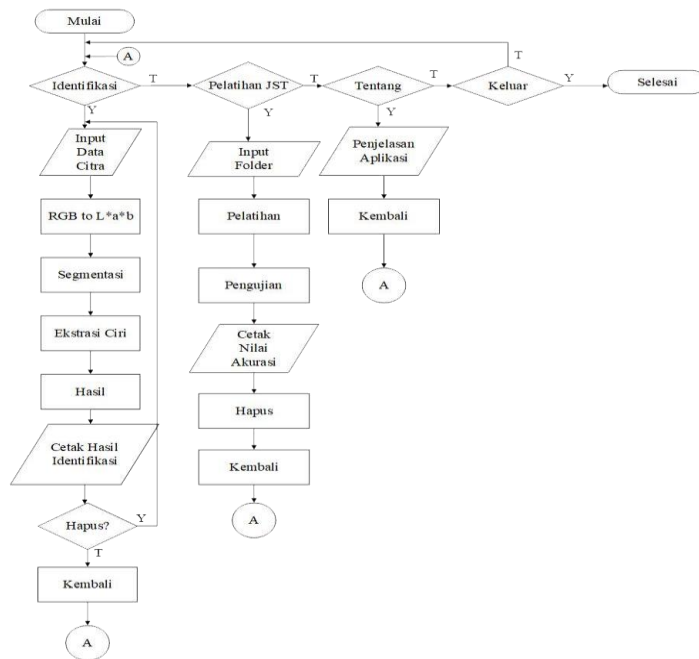 Mulai
A
T
Identifikasi
T
Pelatihan JST
T
Tentang
T
Keluar
Y
Selesai
Y
Input
Data
Citra
RGB to L*a*b
Segmentasi
Ekstrasi Ciri
Hasil
Cetak Hasil
Identifikasi
Hapus?
Y
T
Kembali
A
Y
Input
Folder
Pelatihan
Pengujian
Cetak
Nilai
Akurasi
Hapus
Kembali
A
Y
Penjelasan
Aplikasi
Kembali
A